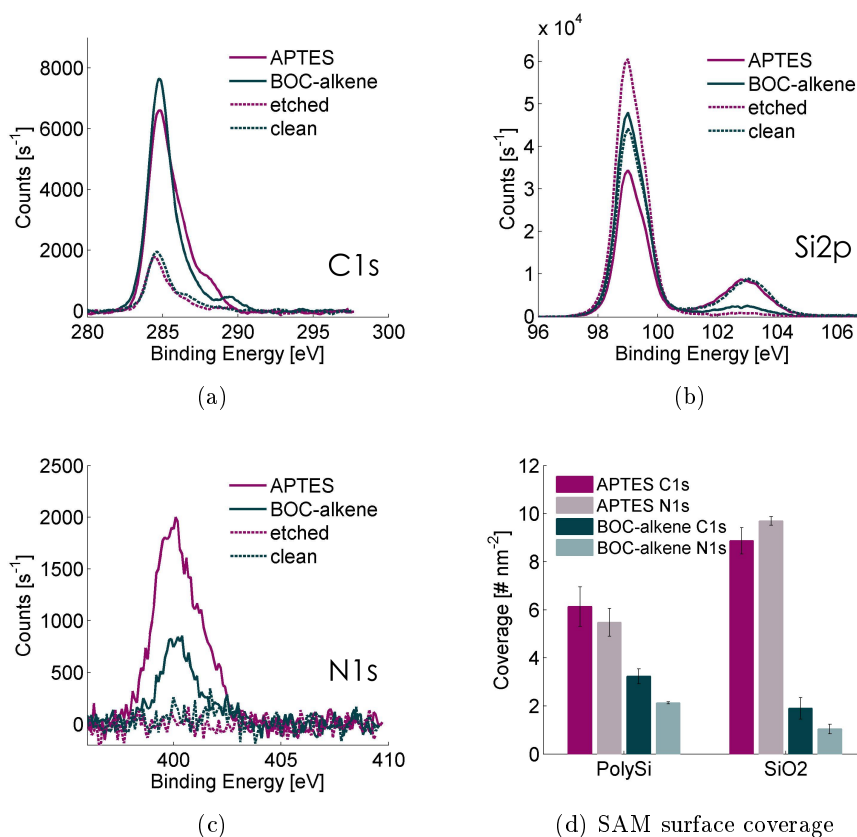 APTES
BOC-alkene
etched
clean
8000
6000
4000
2000
0
Counts [s⁻¹]
C1s
280 285 290 295 300
Binding Energy [eV]
(a)
x 10⁴
APTES
BOC-alkene
etched
clean
6
5
4
3
2
1
0
Counts [s⁻¹]
Si2p
96 98 100 102 104 106
Binding Energy [eV]
(b)
2500
2000
1500
1000
500
0
Counts [s⁻¹]
APTES
BOC-alkene
etched
clean
N1s
400 405 410
Binding Energy [eV]
(c)
12
10
8
6
4
2
0
Coverage [# nm⁻²]
APTES C1s
APTES N1s
BOC-alkene C1s
BOC-alkene N1s
PolySi SiO2
(d) SAM surface coverage